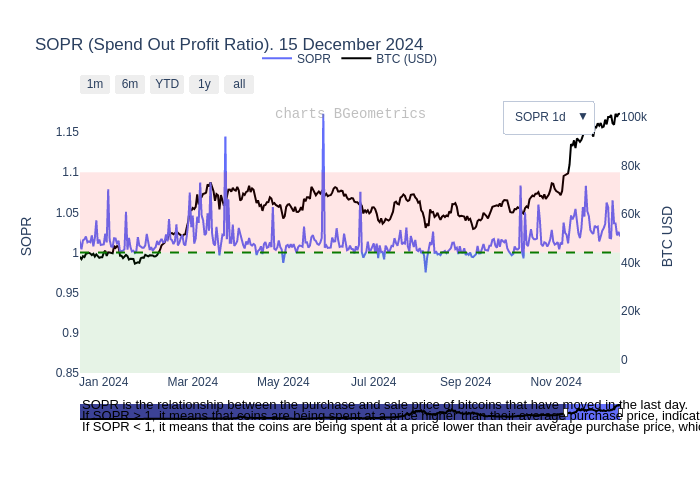 SOPR (Spend Out Profit Ratio). 15 December 2024
SOPR BTC (USD)
1m 6m YTD 1y all
charts BGeometrics
SOPR 1d ▼
1.15
1.1
1.05
1
0.95
0.9
0.85
SOPR
100k
80k
60k
40k
20k
0
BTC USD
Jan 2024 Mar 2024 May 2024 Jul 2024 Sep 2024 Nov 2024
SOPR is the relationship between the purchase and sale price of bitcoins that have moved in the last day.
If SOPR > 1, it means that coins are being spent at a price higher than their average purchase price, indicat
If SOPR < 1, it means that the coins are being spent at a price lower than their average purchase price, whic